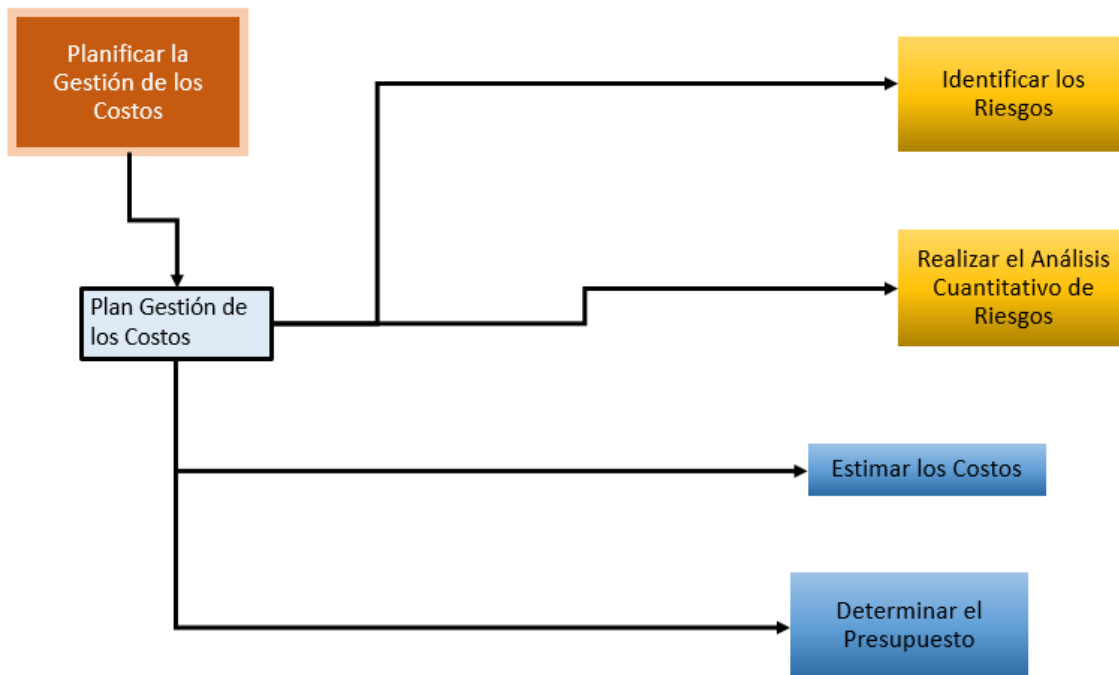 Planificar la
Gestión de los
Costos
Identificar los
Riesgos
Realizar el Análisis
Cuantitativo de
Riesgos
Plan Gestión de
los Costos
Estimar los Costos
Determinar el
Presupuesto